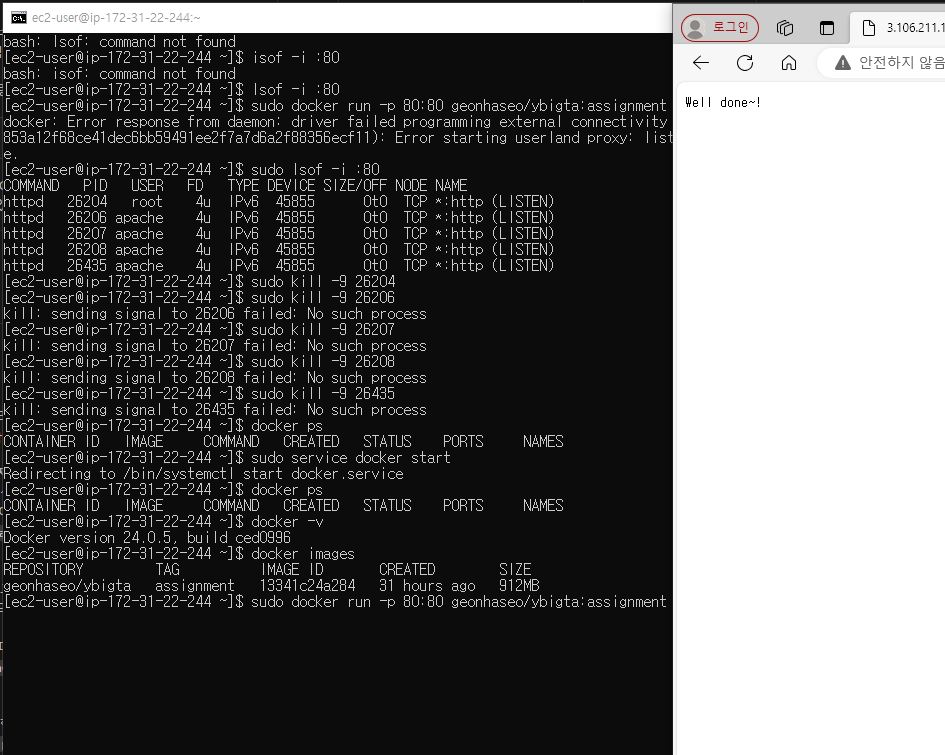 ec2-user@ip-172-31-22-244:~
bash: lsof: command not found
[ec2-user@ip-172-31-22-244 ~]$ lsof -i :80
bash: lsof: command not found
[ec2-user@ip-172-31-22-244 ~]$ lsof -i :80
[ec2-user@ip-172-31-22-244 ~]$ sudo docker run -p 80:80 geonhaseo/ybigta:assignment
docker: Error response from daemon: driver failed programming external connectivity
853a12f68ce41dec6bb59491ee2f7a7d6a2f88356ecf11): Error starting userland proxy: list
e.
[ec2-user@ip-172-31-22-244 ~]$ sudo lsof -i :80
COMMAND PID USER FD TYPE DEVICE SIZE/OFF NODE NAME
httpd 26204 root 4u IPv6 45855 0t0 TCP *:http (LISTEN)
httpd 26206 apache 4u IPv6 45855 0t0 TCP *:http (LISTEN)
httpd 26207 apache 4u IPv6 45855 0t0 TCP *:http (LISTEN)
httpd 26208 apache 4u IPv6 45855 0t0 TCP *:http (LISTEN)
httpd 26435 apache 4u IPv6 45855 0t0 TCP *:http (LISTEN)
[ec2-user@ip-172-31-22-244 ~]$ sudo kill -9 26204
[ec2-user@ip-172-31-22-244 ~]$ sudo kill -9 26206
kill: sending signal to 26206 failed: No such process
[ec2-user@ip-172-31-22-244 ~]$ sudo kill -9 26207
kill: sending signal to 26207 failed: No such process
[ec2-user@ip-172-31-22-244 ~]$ sudo kill -9 26208
kill: sending signal to 26208 failed: No such process
[ec2-user@ip-172-31-22-244 ~]$ sudo kill -9 26435
kill: sending signal to 26435 failed: No such process
[ec2-user@ip-172-31-22-244 ~]$ docker ps
CONTAINER ID IMAGE COMMAND CREATED STATUS PORTS NAMES
[ec2-user@ip-172-31-22-244 ~]$ sudo service docker start
Redirecting to /bin/systemctl start docker.service
[ec2-user@ip-172-31-22-244 ~]$ docker ps
CONTAINER ID IMAGE COMMAND CREATED STATUS PORTS NAMES
[ec2-user@ip-172-31-22-244 ~]$ docker -v
Docker version 24.0.5, build ced0996
[ec2-user@ip-172-31-22-244 ~]$ docker images
REPOSITORY TAG IMAGE ID CREATED SIZE
geonhaseo/ybigta assignment 13341c24a284 31 hours ago 912MB
[ec2-user@ip-172-31-22-244 ~]$ sudo docker run -p 80:80 geonhaseo/ybigta:assignment
로그인
3.106.211.1
안전하지 않음
Well done~!